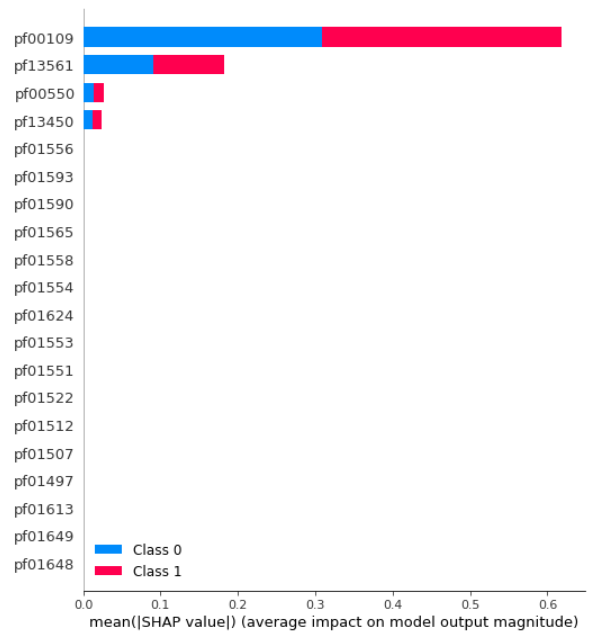 pf00109
pf13561
pf00550
pf13450
pf01556
pf01593
pf01590
pf01565
pf01558
pf01554
pf01624
pf01553
pf01551
pf01522
pf01512
pf01507
pf01497
pf01613
pf01649
pf01648
Class 0
Class 1
0.0 0.1 0.2 0.3 0.4 0.5 0.6
mean(|SHAP value|) (average impact on model output magnitude)